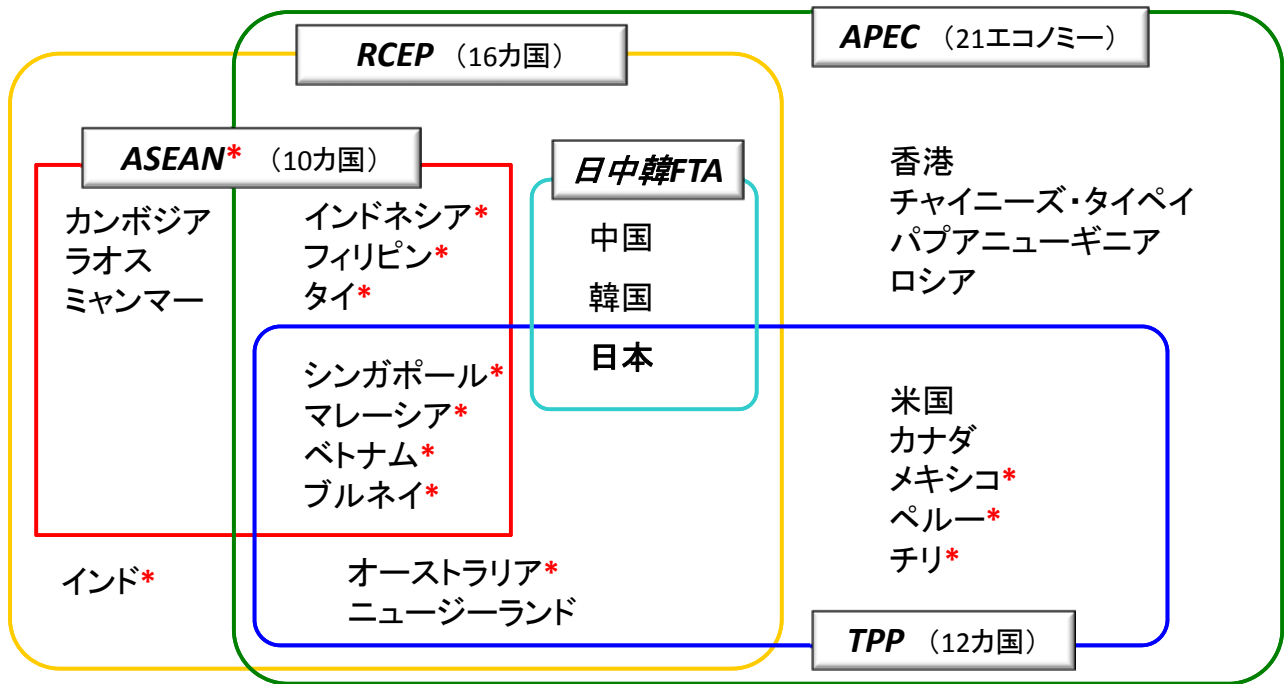 APEC （21エコノミー）
RCEP （16カ国）
ASEAN* （10カ国）
日中韓FTA
カンボジア
ラオス
ミャンマー
インドネシア*
フィリピン*
タイ*
中国
韓国
日本
香港
チャイニーズ・タイペイ
パプアニューギニア
ロシア
シンガポール*
マレーシア*
ベトナム*
ブルネイ*
米国
カナダ
メキシコ*
ペルー*
チリ*
インド*
オーストラリア*
ニュージーランド
TPP （12カ国）